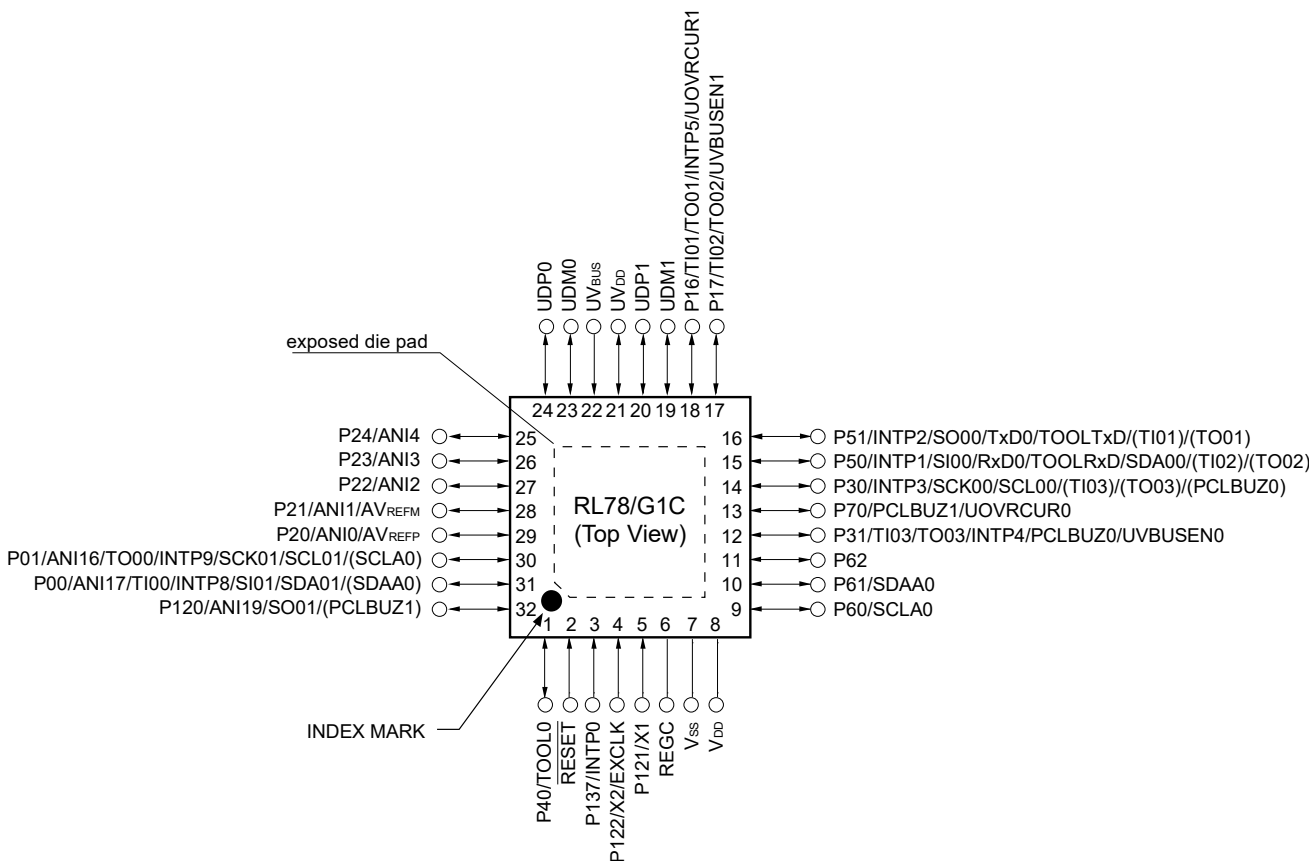 P16/TI01/TO01/INTP5/UOVRCUR1
P17/TI02/TO02/UVBUSEN1
UDP0
UDM0
UVBUS
UVDD
UDP1
UDM1
exposed die pad
24 23 22 21 20 19 18 17
P24/ANI4 25
P23/ANI3 26
P22/ANI2 27
P21/ANI1/AVREFM 28
P20/ANI0/AVREFP 29
P01/ANI16/TO00/INTP9/SCK01/SCL01/(SCLA0) 30
P00/ANI17/TI00/INTP8/SI01/SDA01/(SDAA0) 31
P120/ANI19/SO01/(PCLBUZ1) 32
RL78/G1C
(Top View)
16 P51/INTP2/SO00/TxD0/TOOLTxD/(TI01)/(TO01)
15 P50/INTP1/SI00/RxD0/TOOLRxD/SDA00/(TI02)/(TO02)
14 P30/INTP3/SCK00/SCL00/(TI03)/(TO03)/(PCLBUZ0)
13 P70/PCLBUZ1/UOVRCUR0
12 P31/TI03/TO03/INTP4/PCLBUZ0/UVBUSEN0
11 P62
10 P61/SDAA0
9 P60/SCLA0
1 2 3 4 5 6 7 8
INDEX MARK
P40/TOOL0
RESET
P137/INTP0
P122/X2/EXCLK
P121/X1
REGC
VSS
VDD